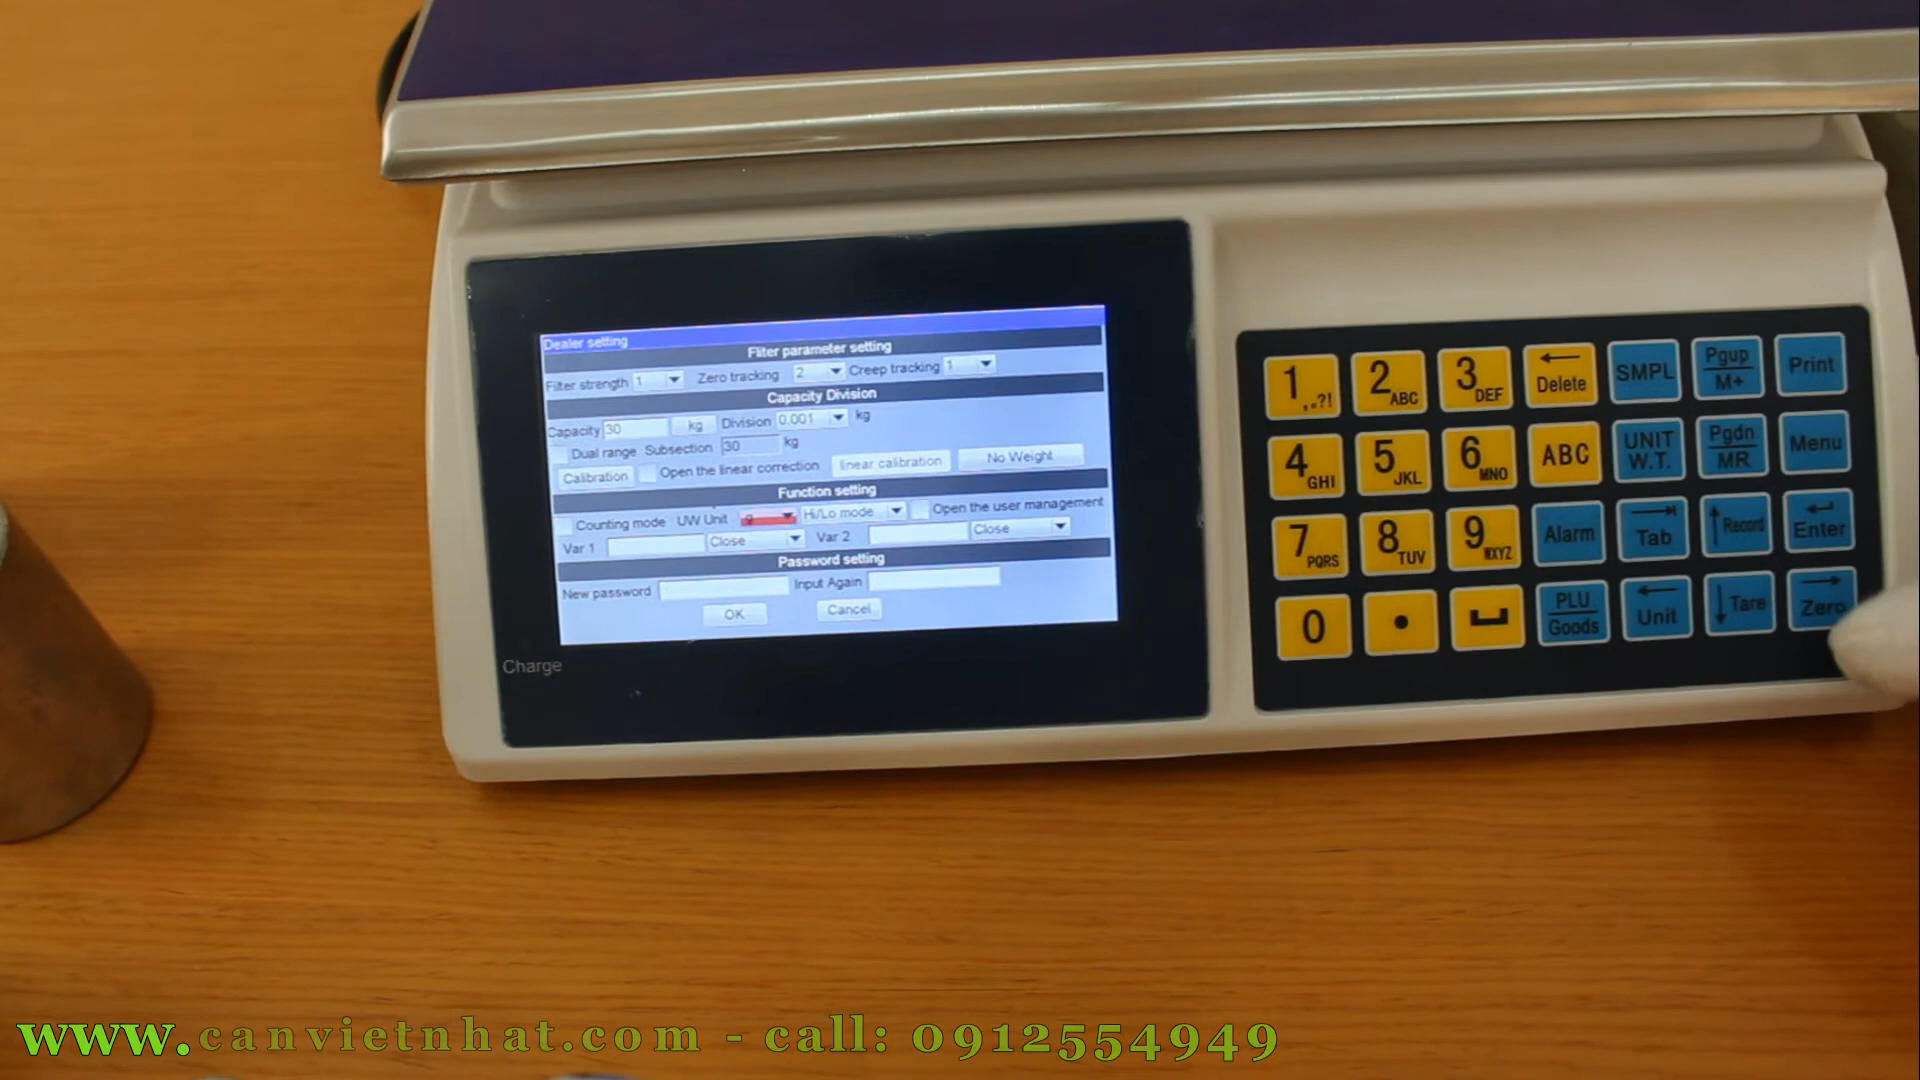 Dealer setting
Fliter parameter setting
Filter strength 1 Zero tracking 2 Creep tracking 1
Capacity Division
Capacity 30 kg Division 0.001 kg
Dual range Subsection 30 kg
Calibration Open the linear correction linear calibration No Weight
Function setting
Counting mode UW Unit g Hi/Lo mode Open the user management
Var 1 Close Var 2 Close
Password setting
New password Input Again
OK Cancel
Charge
1 ,.?! 2 ABC 3 DEF Delete SMPL Pgup M+ Print
4 GHI 5 JKL 6 MNO ABC UNIT W.T. Pgdn MR Menu
7 PQRS 8 TUV 9 WXYZ Alarm Tab Record Enter
0 . PLU Goods Unit Tare Zero
www.canvietnhat.com - call: 0912554949